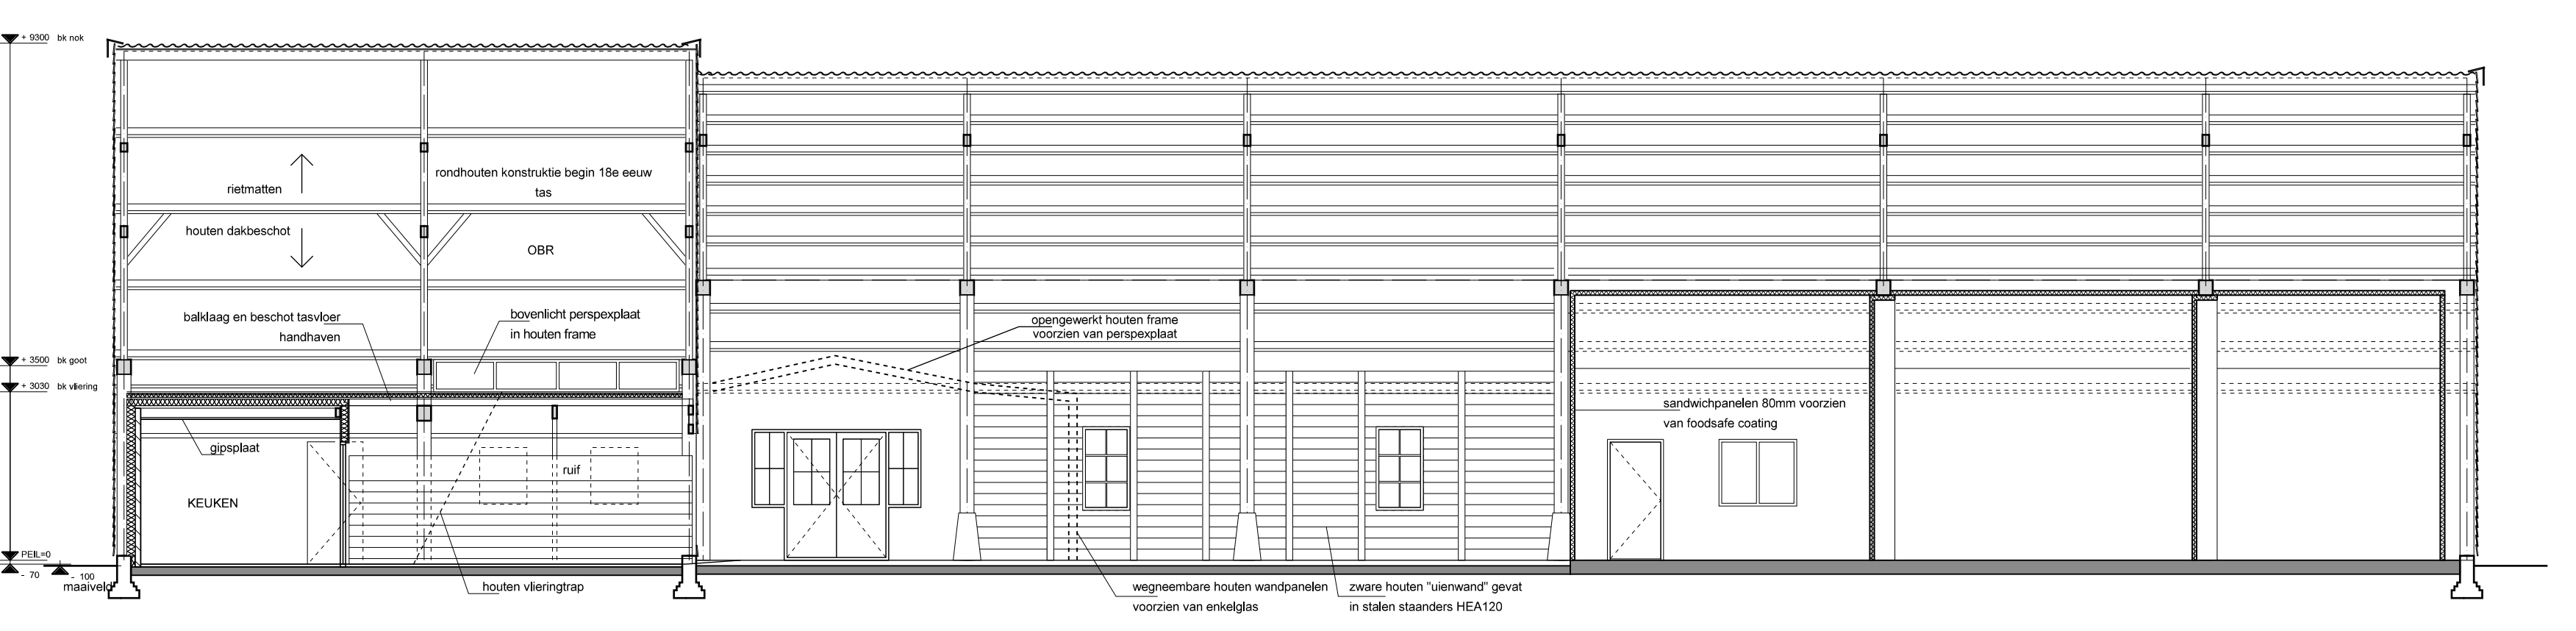 + 9300 bk nok
rondhouten konstruktie begin 18e eeuw
tas
rietmatten
houten dakbeschot
OBR
balklaag en beschot tasvloer
handhaven
bovenlicht perspexplaat
in houten frame
opengewerkt houten frame
voorzien van perspexplaat
+ 3500 bk goot
+ 3030 bk vliering
sandwichpanelen 80mm voorzien
van foodsafe coating
gipsplaat
ruif
KEUKEN
PEIL=0
- 70
- 100
maaiveld
houten vlieringtrap
wegneembare houten wandpanelen
voorzien van enkelglas
zware houten "uienwand" gevat
in stalen staanders HEA120